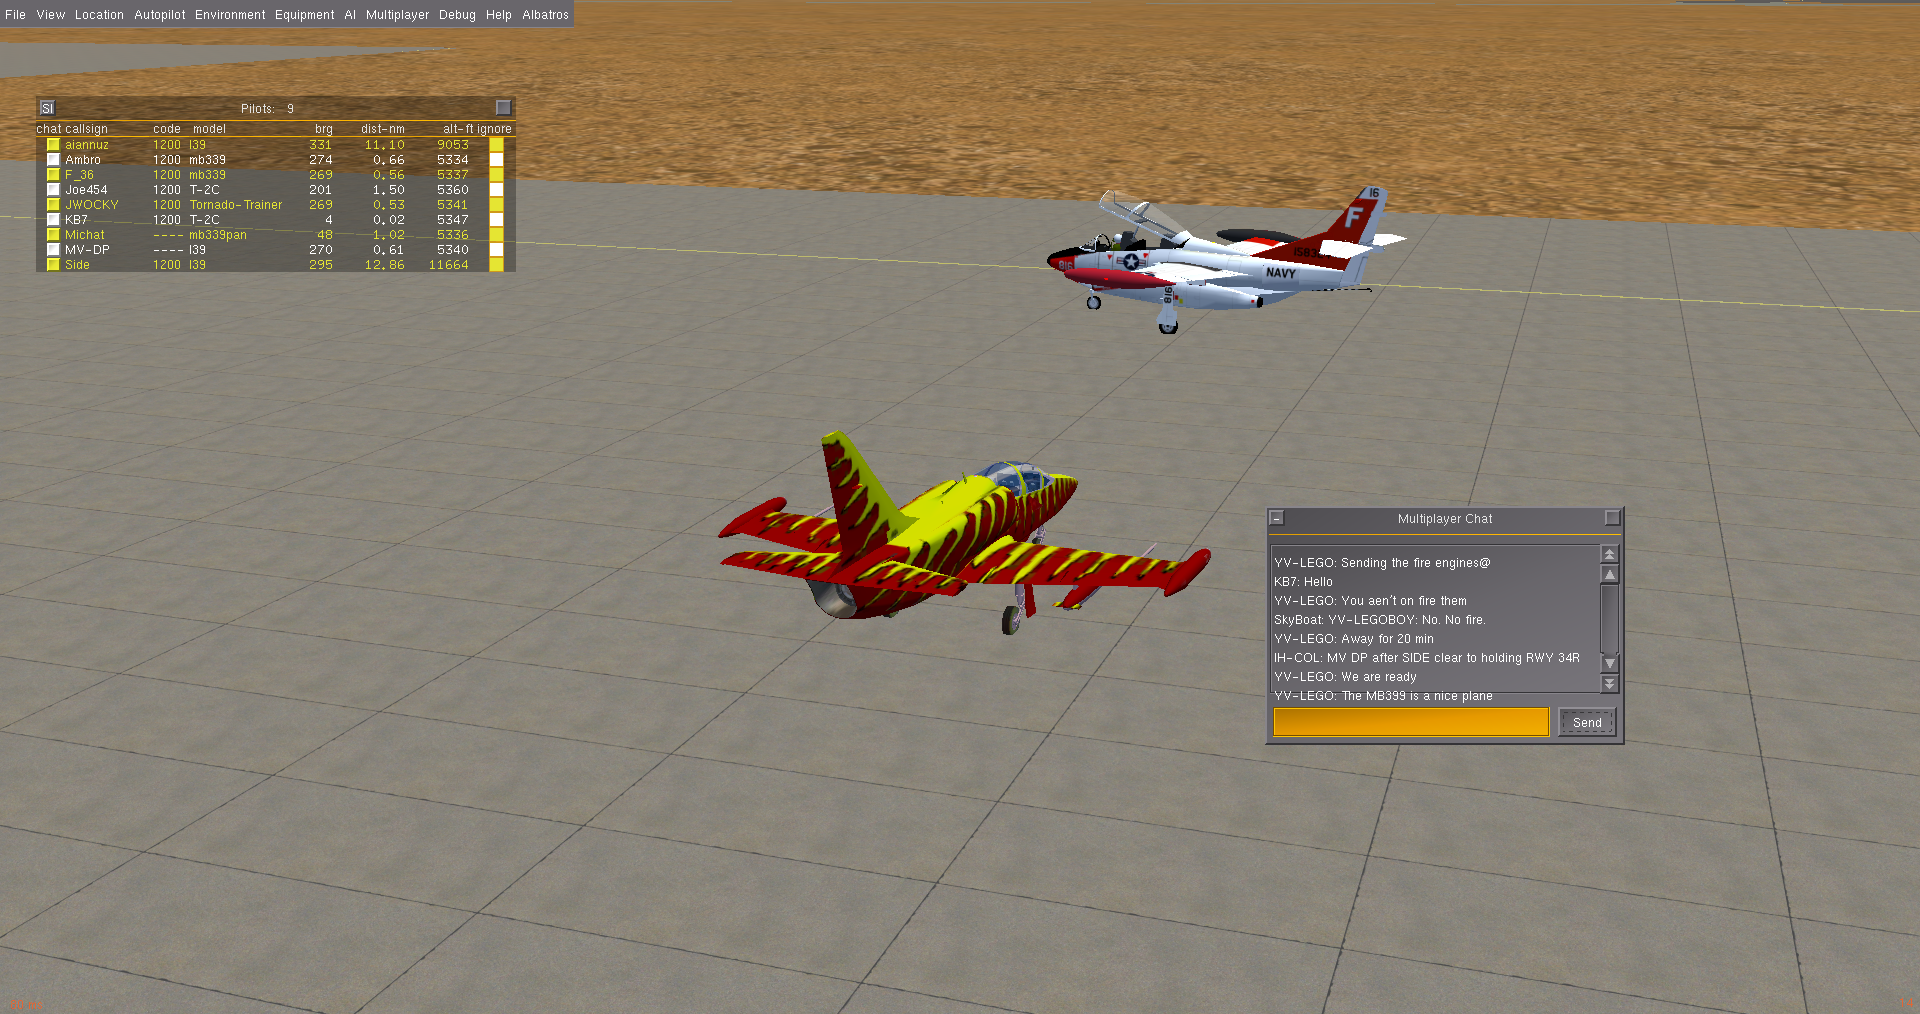 File View Location Autopilot Environment Equipment AI Multiplayer Debug Help Albatros
SI Pilots: 9
chat callsign code model brg dist-nm alt-ft ignore
aiannuz 1200 l39 331 11.10 9053
Ambro 1200 mb339 274 0.66 5334
F_36 1200 mb339 269 0.56 5337
Joe454 1200 T-2C 201 1.50 5360
JWOCKY 1200 Tornado-Trainer 269 0.53 5341
KB7 1200 T-2C 4 0.02 5347
Michat ---- mb339pan 48 1.02 5336
MV-DP ---- l39 270 0.61 5340
Side 1200 l39 295 12.86 11664
16
F
NAVY
816
816
Multiplayer Chat
YV-LEGO: Sending the fire engines@
KB7: Hello
YV-LEGO: You aen't on fire them
SkyBoat: YV-LEGOBOY: No. No fire.
YV-LEGO: Away for 20 min
IH-COL: MV DP after SIDE clear to holding RWY 34R
YV-LEGO: We are ready
YV-LEGO: The MB399 is a nice plane
Send